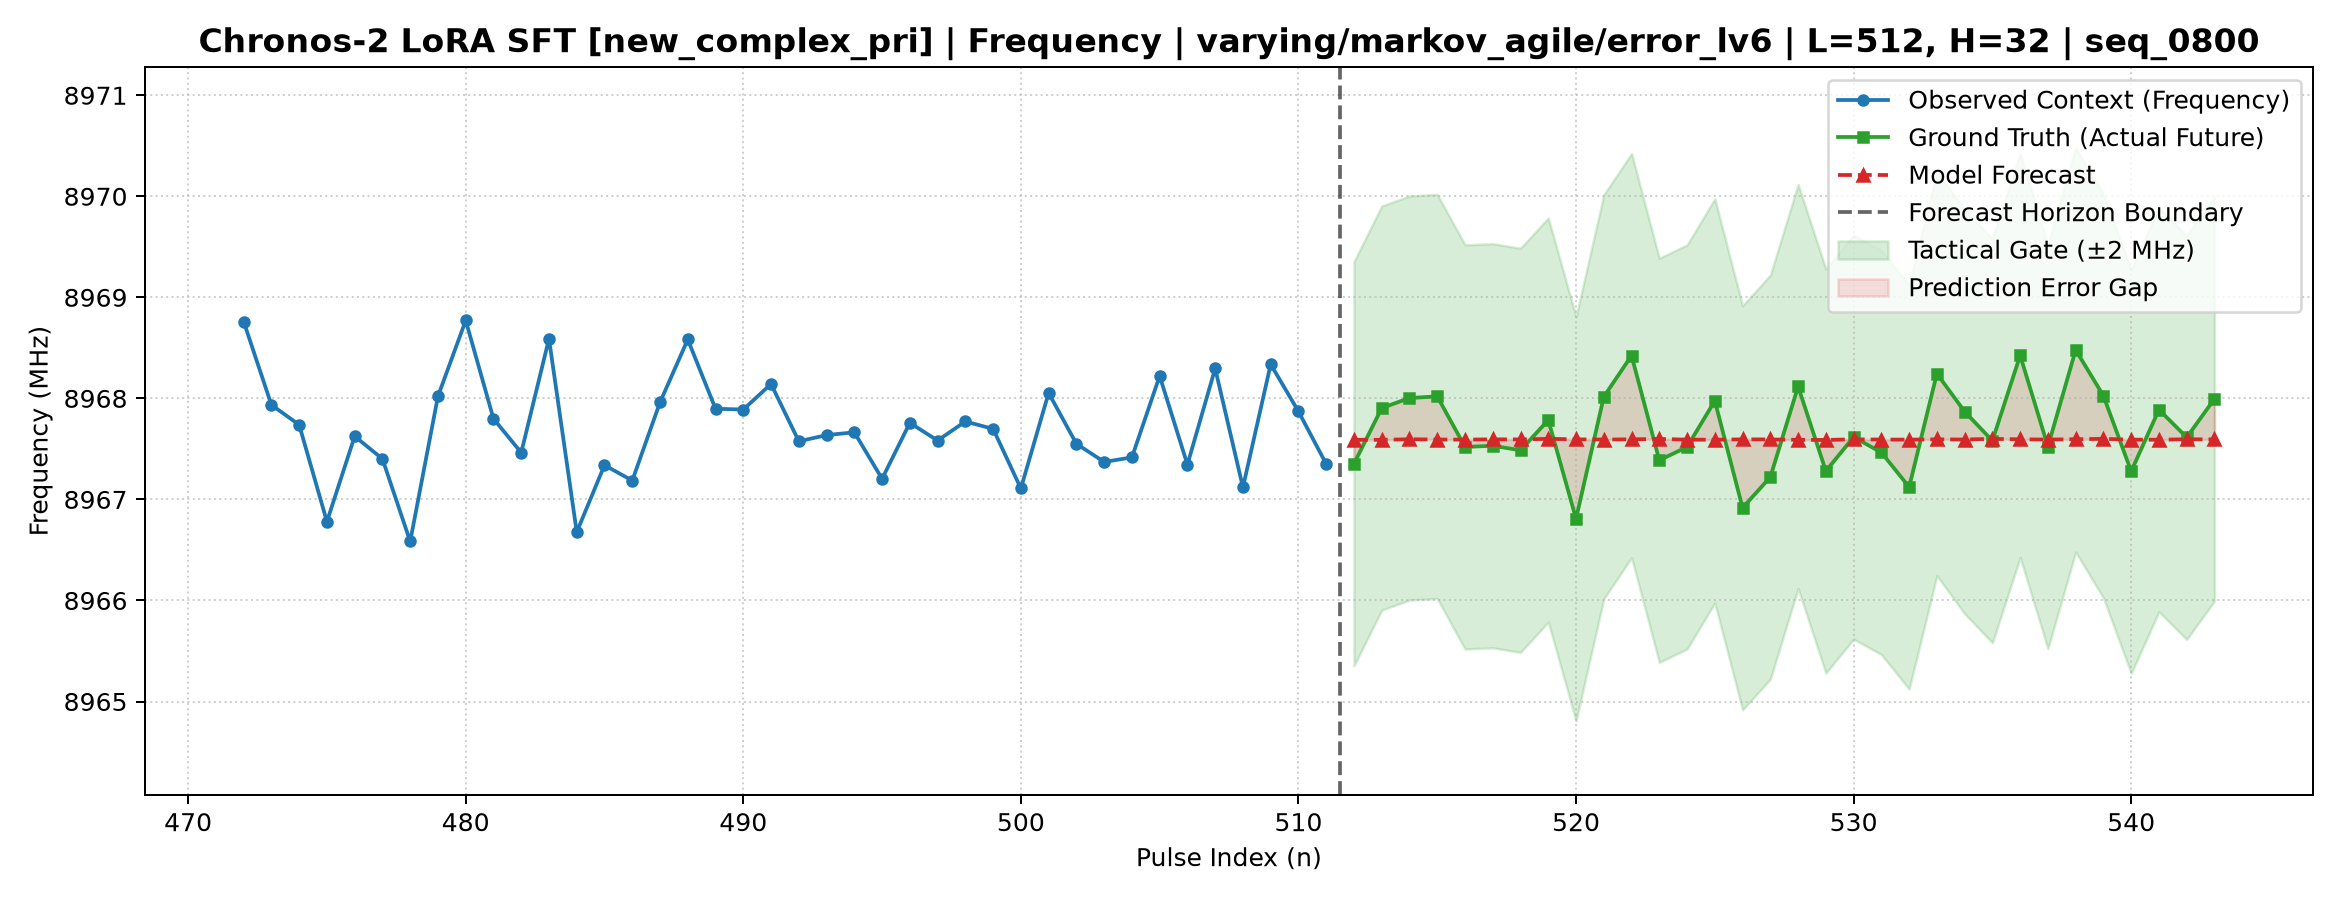 Chronos-2 LoRA SFT [new_complex_pri] | Frequency | varying/markov_agile/error_lv6 | L=512, H=32 | seq_0800
Frequency (MHz)
8971
8970
8969
8968
8967
8966
8965
Observed Context (Frequency)
Ground Truth (Actual Future)
Model Forecast
Forecast Horizon Boundary
Tactical Gate (±2 MHz)
Prediction Error Gap
470 480 490 500 510 520 530 540
Pulse Index (n)